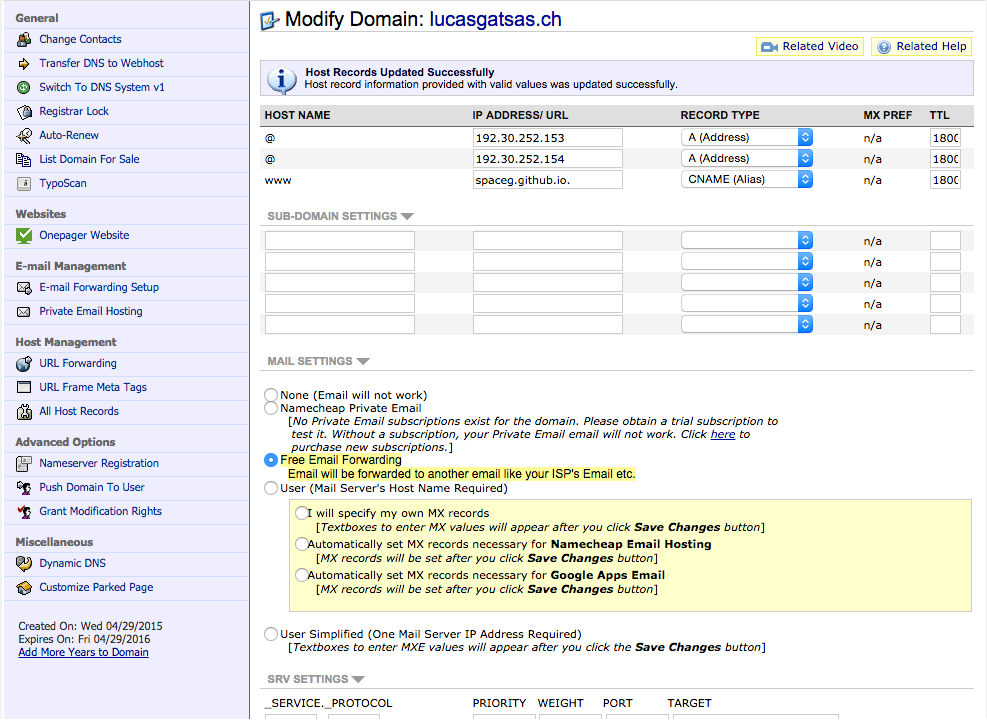 General
Change Contacts
Transfer DNS to Webhost
Switch To DNS System v1
Registrar Lock
Auto-Renew
List Domain For Sale
TypoScan
Websites
Onepager Website
E-mail Management
E-mail Forwarding Setup
Private Email Hosting
Host Management
URL Forwarding
URL Frame Meta Tags
All Host Records
Advanced Options
Nameserver Registration
Push Domain To User
Grant Modification Rights
Miscellaneous
Dynamic DNS
Customize Parked Page
Created On: Wed 04/29/2015
Expires On: Fri 04/29/2016
Add More Years to Domain
Modify Domain: lucasgatsas.ch
Related Video Related Help
Host Records Updated Successfully
Host record information provided with valid values was updated successfully.
HOST NAME IP ADDRESS/ URL RECORD TYPE MX PREF TTL
@ 192.30.252.153 A (Address) n/a 1800
@ 192.30.252.154 A (Address) n/a 1800
www spaceg.github.io. CNAME (Alias) n/a 1800
SUB-DOMAIN SETTINGS
n/a
n/a
n/a
n/a
n/a
MAIL SETTINGS
None (Email will not work)
Namecheap Private Email
[No Private Email subscriptions exist for the domain. Please obtain a trial subscription to
test it. Without a subscription, your Private Email email will not work. Click here to
purchase new subscriptions.]
Free Email Forwarding
Email will be forwarded to another email like your ISP's Email etc.
User (Mail Server's Host Name Required)
I will specify my own MX records
[Textboxes to enter MX values will appear after you click Save Changes button]
Automatically set MX records necessary for Namecheap Email Hosting
[MX records will be set after you click Save Changes button]
Automatically set MX records necessary for Google Apps Email
[MX records will be set after you click Save Changes button]
User Simplified (One Mail Server IP Address Required)
[Textboxes to enter MXE values will appear after you click the Save Changes button]
SRV SETTINGS
_SERVICE._PROTOCOL PRIORITY WEIGHT PORT TARGET